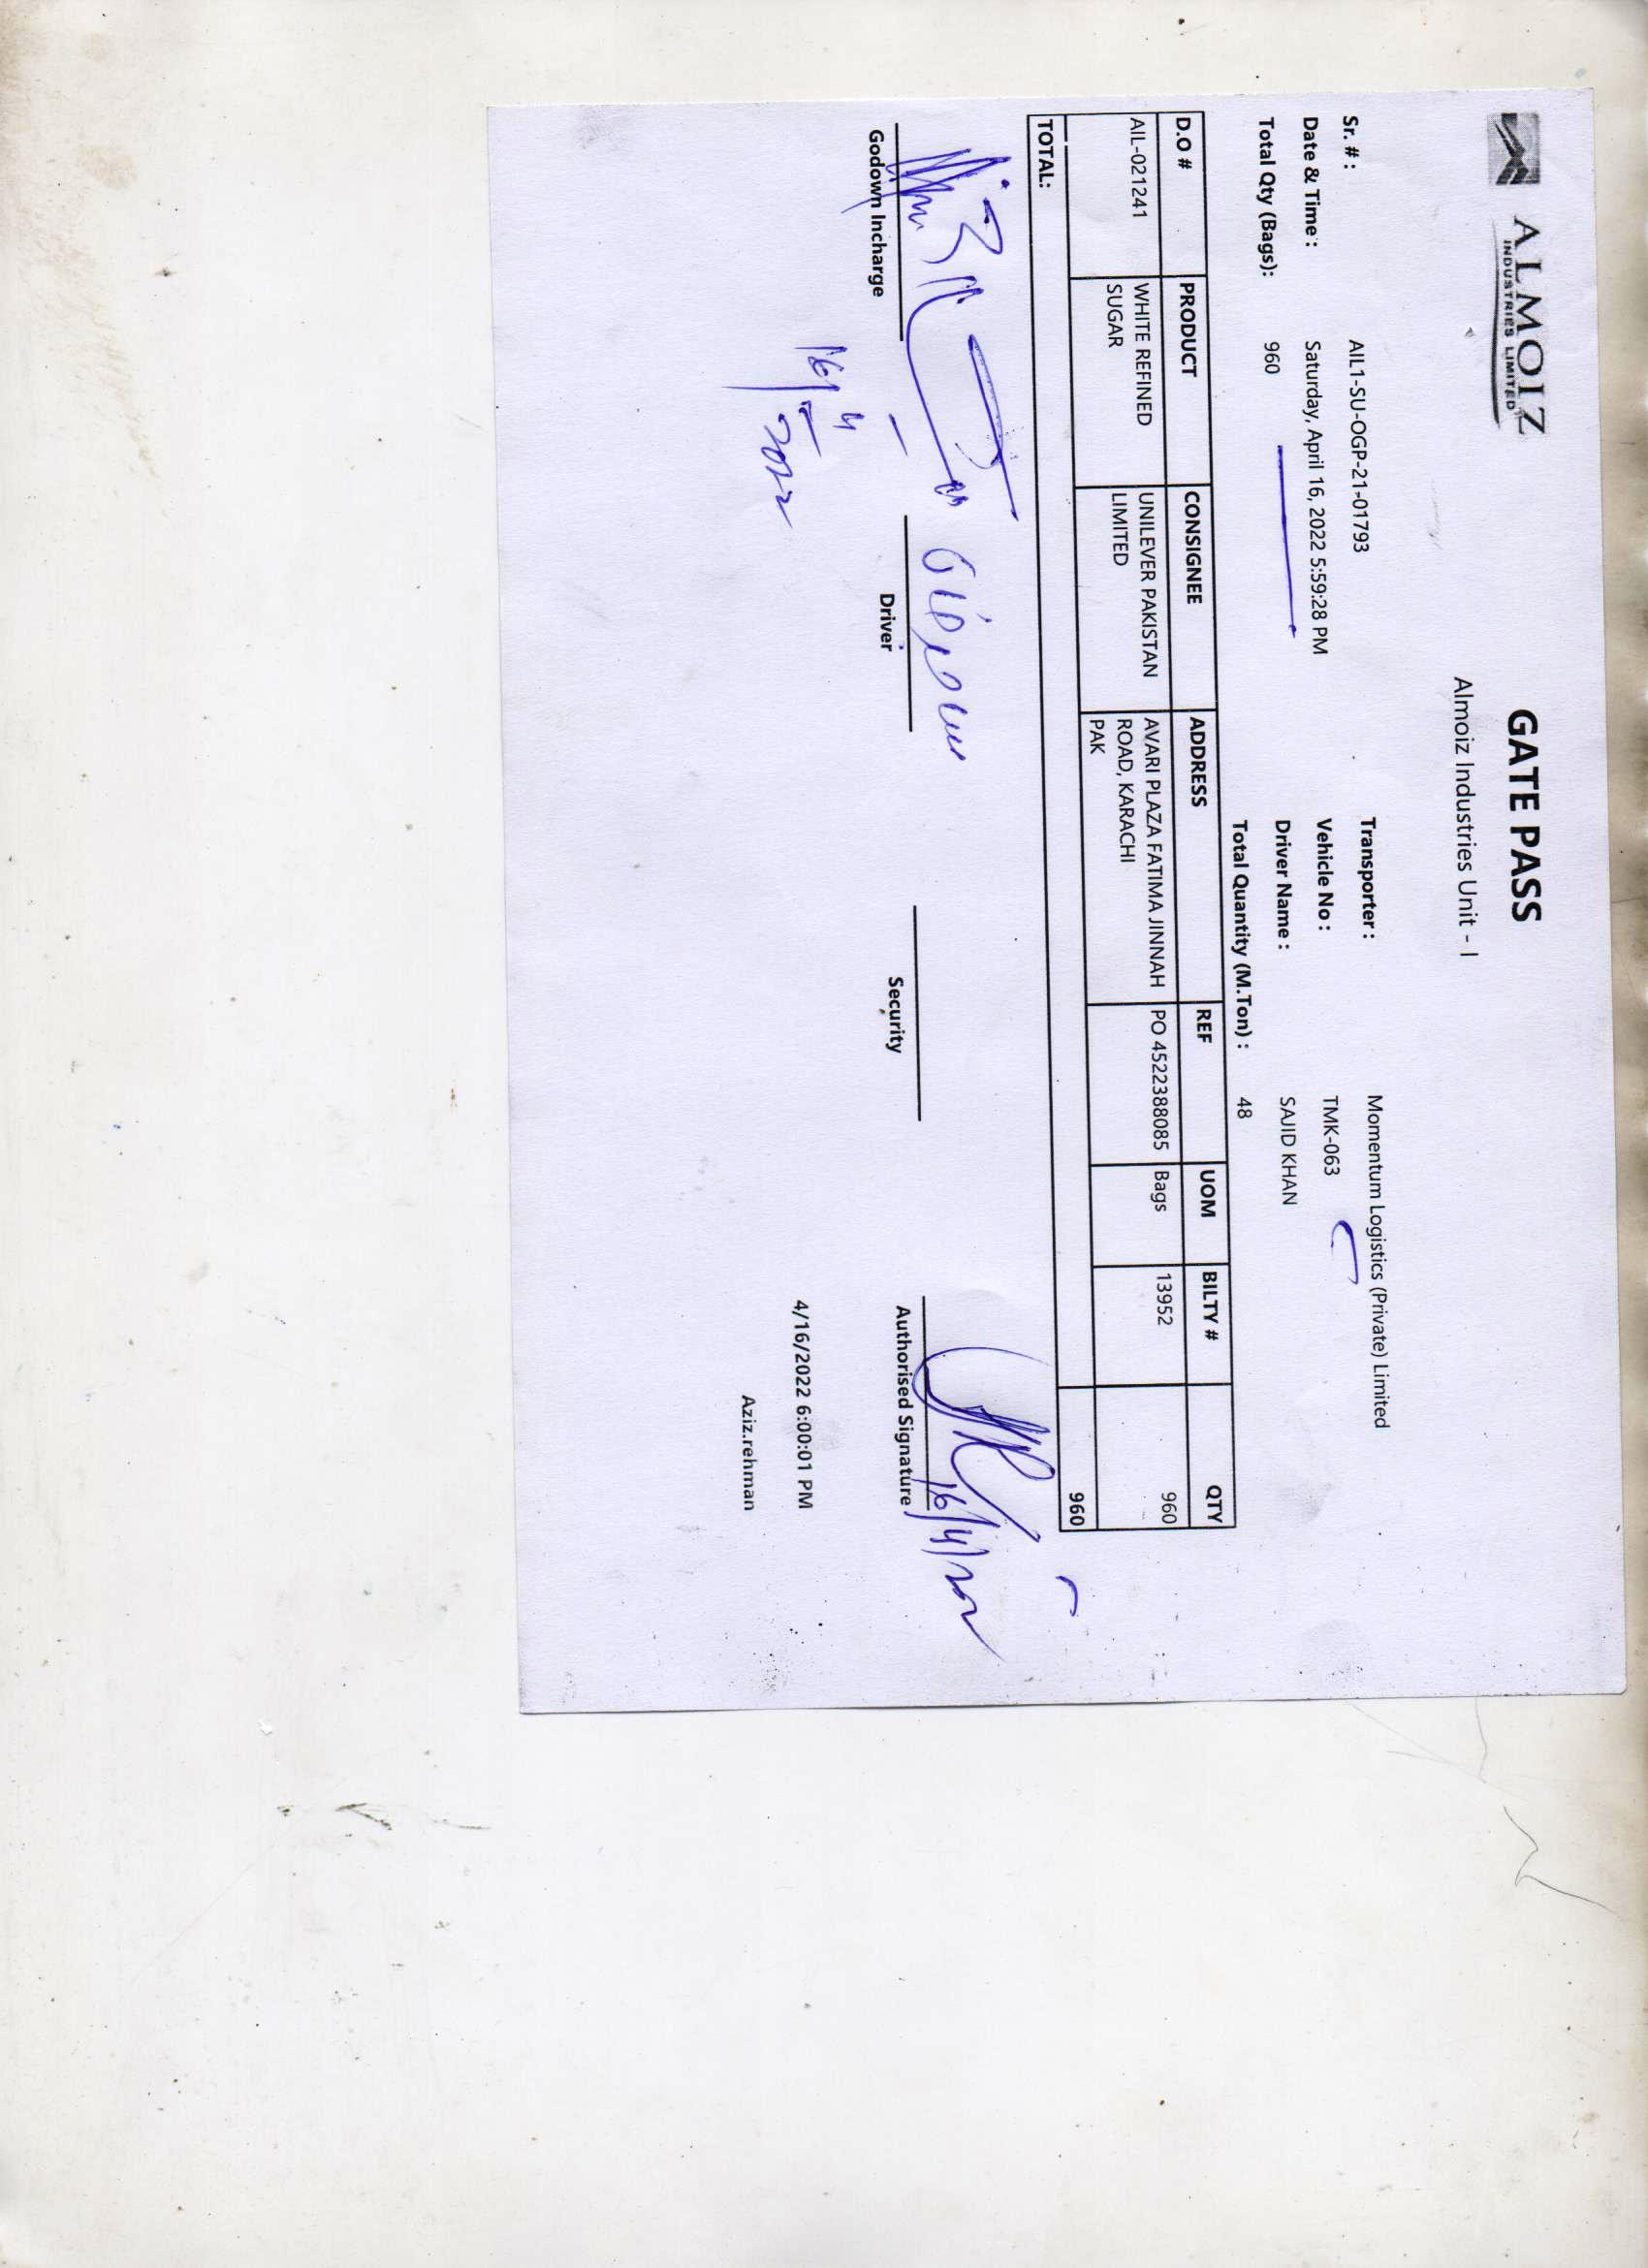 ALMOIZ
INDUSTRIES LIMITED
GATE PASS
Almoiz Industries Unit - I
Sr. # : AIL1-SU-OGP-21-01793 Transporter : Momentum Logistics (Private) Limited
Date & Time : Saturday, April 16, 2022 5:59:28 PM Vehicle No : TMK-063
Driver Name : SAJID KHAN
Total Qty (Bags): 960 Total Quantity (M.Ton) : 48
D.O # PRODUCT CONSIGNEE ADDRESS REF UOM BILTY # QTY
AIL-021241 WHITE REFINED UNILEVER PAKISTAN AVARI PLAZA FATIMA JINNAH PO 4522388085 Bags 13952 960
SUGAR LIMITED ROAD, KARACHI
PAK
TOTAL: 960
16/4/202
Godown Incharge Driver Security Authorised Signature
16/4
2022
4/16/2022 6:00:01 PM
Aziz.rehman